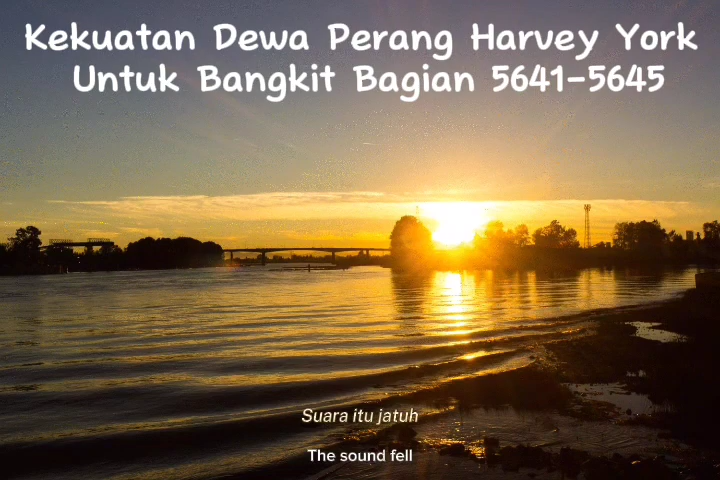 Kekuatan Dewa Perang Harvey York
Untuk Bangkit Bagian 5641-5645
Suara itu jatuh
The sound fell